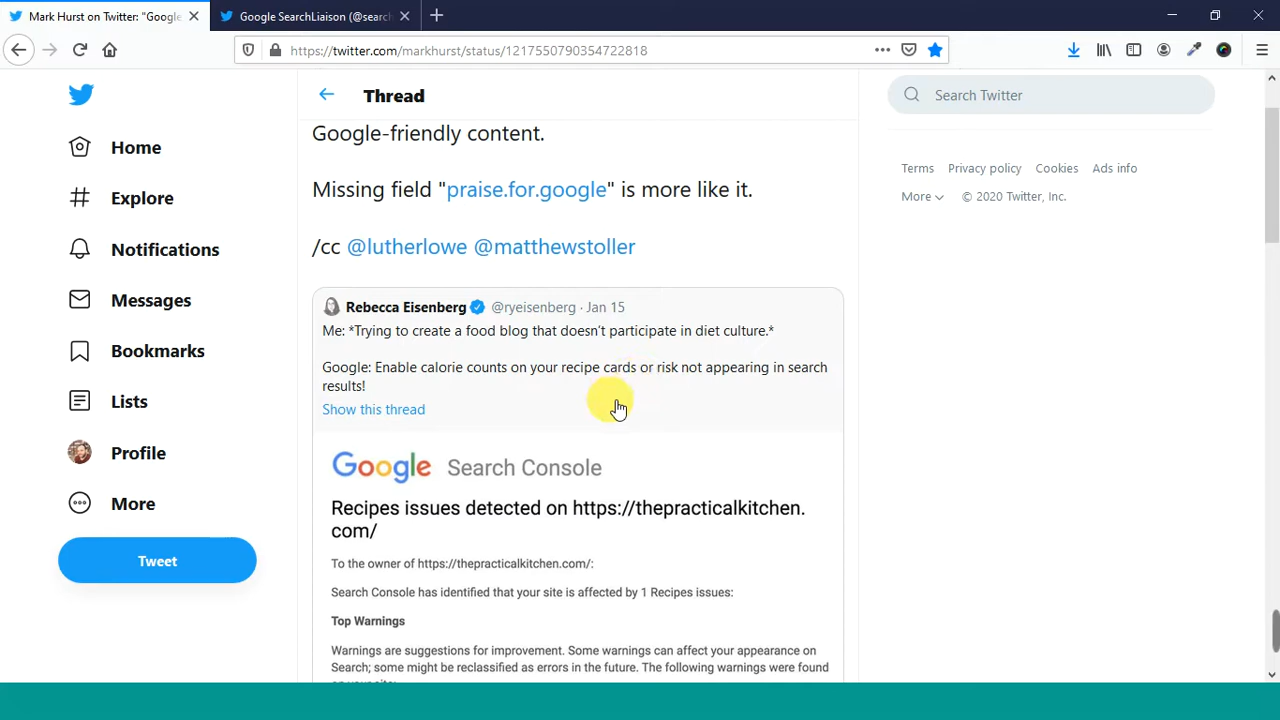 Mark Hurst on Twitter: "Google
Google SearchLiaison (@search
https://twitter.com/markhurst/status/1217550790354722818
Home
Explore
Notifications
Messages
Bookmarks
Lists
Profile
More
Tweet
Thread
Google-friendly content.
Missing field "praise.for.google" is more like it.
/cc @lutherlowe @matthewstoller
Rebecca Eisenberg @ryeisenberg · Jan 15
Me: *Trying to create a food blog that doesn't participate in diet culture.*
Google: Enable calorie counts on your recipe cards or risk not appearing in search
results!
Show this thread
Google Search Console
Recipes issues detected on https://thepracticalkitchen.
com/
To the owner of https://thepracticalkitchen.com/:
Search Console has identified that your site is affected by 1 Recipes issues:
Top Warnings
Warnings are suggestions for improvement. Some warnings can affect your appearance on
Search; some might be reclassified as errors in the future. The following warnings were found
on your site:
Search Twitter
Terms Privacy policy Cookies Ads info
More © 2020 Twitter, Inc.